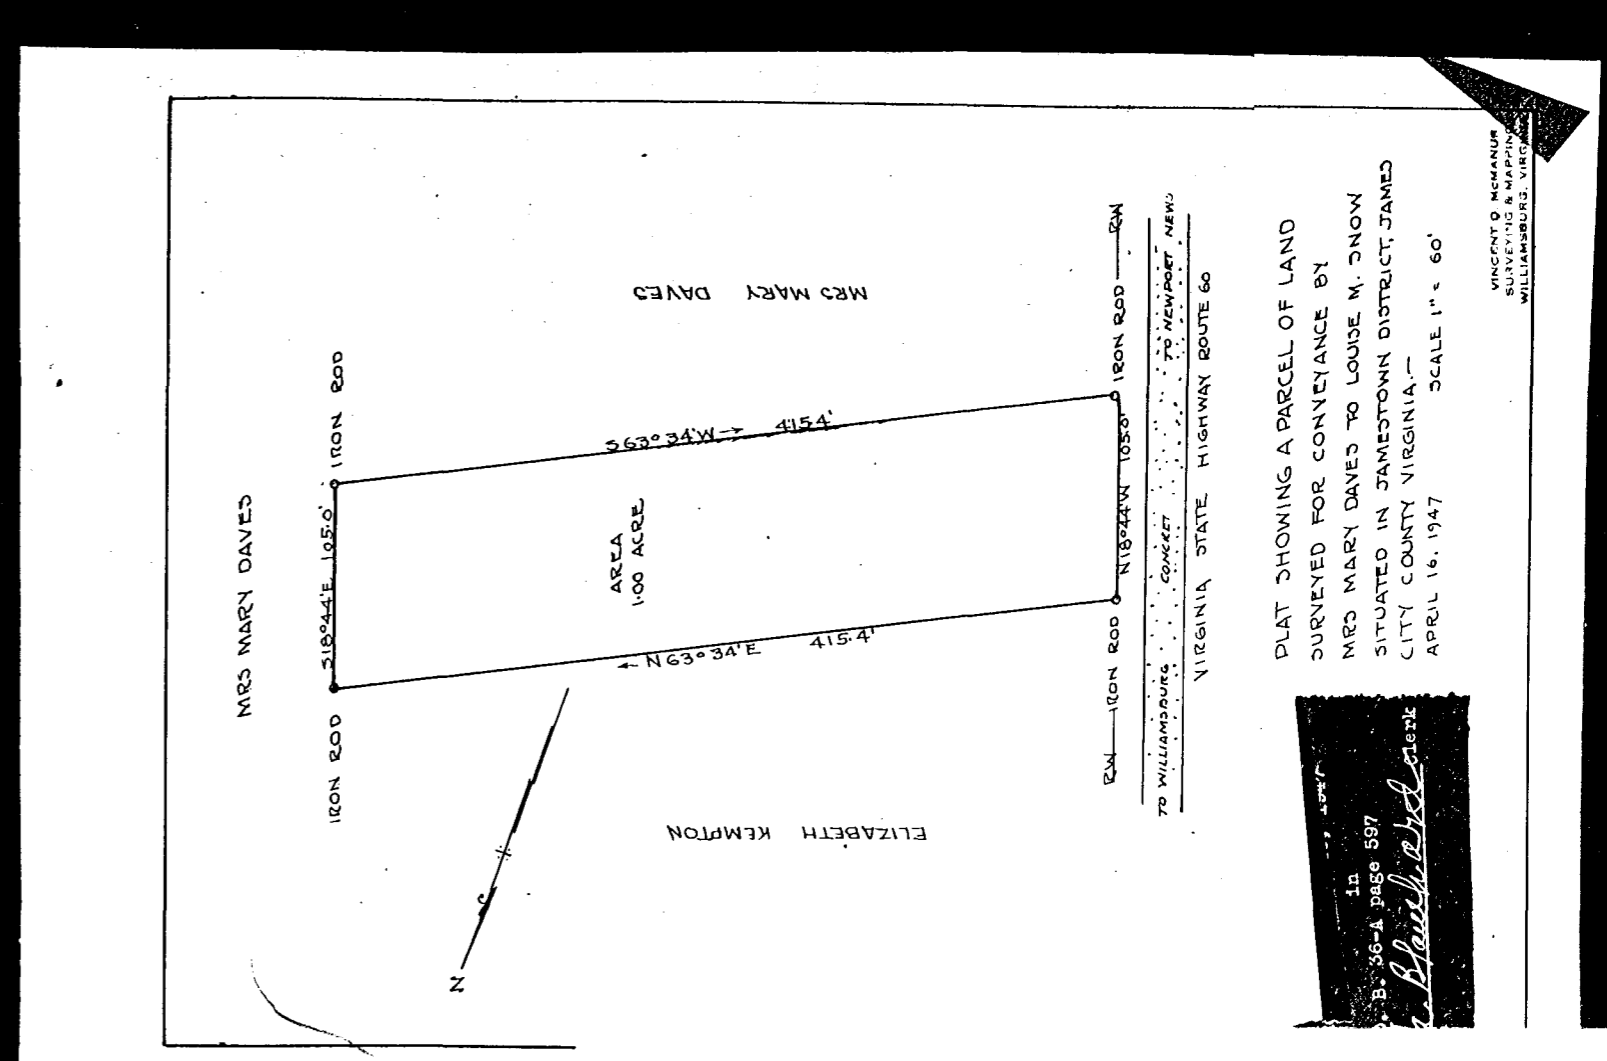 MRS MARY DAVES
IRON ROD
IRON ROD
S18°44'E 105.0'
MRS MARY DAVES
S63°34'W → 415.4'
AREA
1.00 ACRE
← N63°34'E 415.4'
ELIZABETH KEMPTON
N
RW IRON ROD
N18°44'W 105.0'
IRON ROD RW
TO WILLIAMSBURG CONCRET TO NEWPORT NEWS
VIRGINIA STATE HIGHWAY ROUTE 60
PLAT SHOWING A PARCEL OF LAND
SURVEYED FOR CONVEYANCE BY
MRS MARY DAVES TO LOUISE M. SNOW
SITUATED IN JAMESTOWN DISTRICT, JAMES
CITY COUNTY VIRGINIA.—
APRIL 16. 1947 SCALE 1" = 60'
VINCENT D. MCMANUS
SURVEYING & MAPPING
WILLIAMSBURG, VIRGINIA
in
B. 36-A page 597
clerk